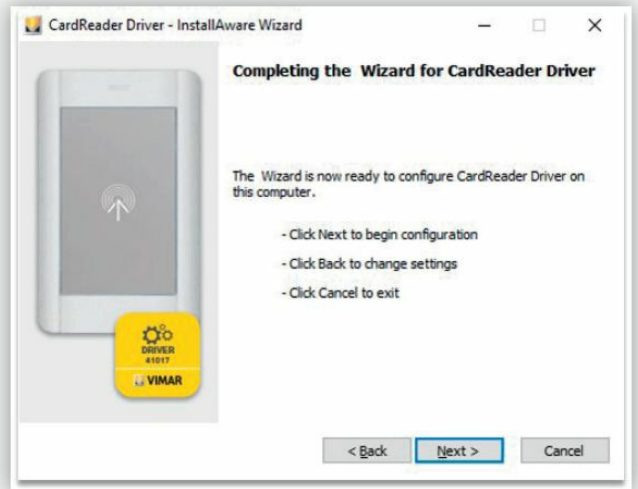 CardReader Driver - InstallAware Wizard
Completing the Wizard for CardReader Driver
The Wizard is now ready to configure CardReader Driver on
this computer.
- Click Next to begin configuration
- Click Back to change settings
- Click Cancel to exit
DRIVER
41017
VIMAR
< Back Next > Cancel